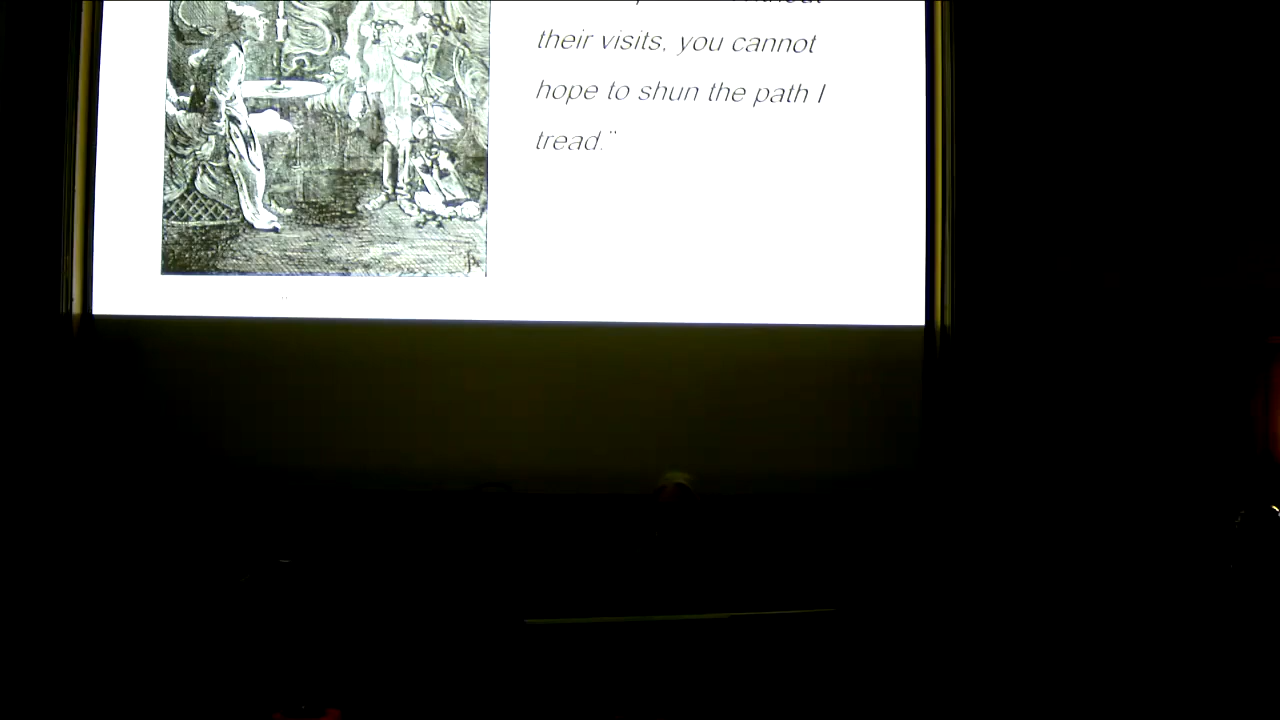 their visits, you cannot
hope to shun the path I
tread."